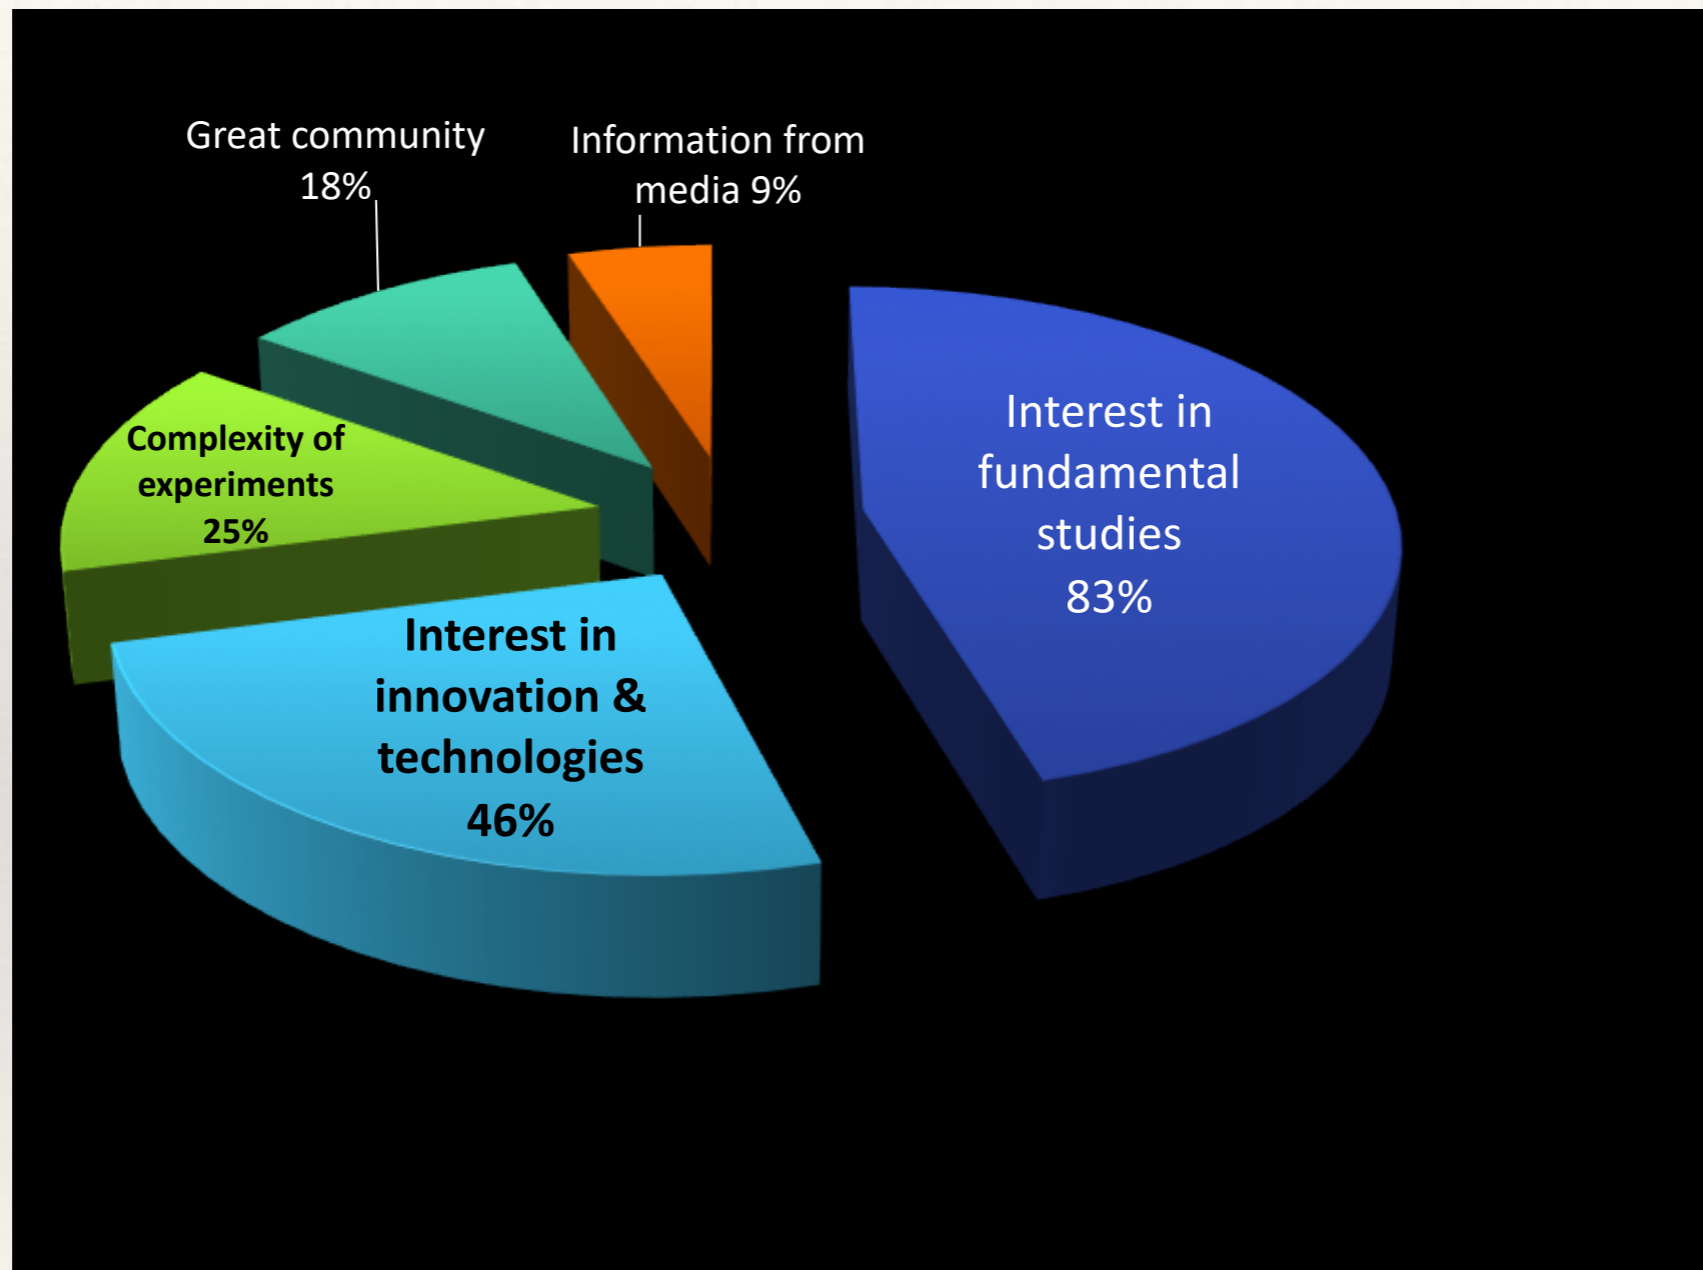 Great community
18%
Information from
media 9%
Interest in
fundamental
studies
83%
Complexity of
experiments
25%
Interest in
innovation &
technologies
46%